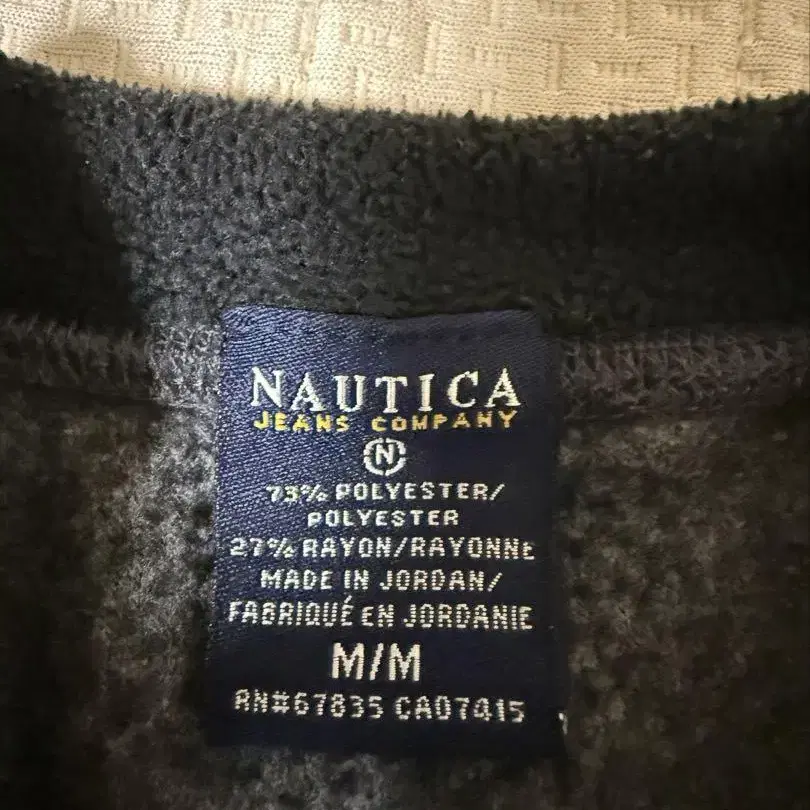 NAUTICA
JEANS COMPANY
N
73% POLYESTER/
POLYESTER
27% RAYON/RAYONNE
MADE IN JORDAN/
FABRIQUÉ EN JORDANIE
M/M
RN#67835 CA07415